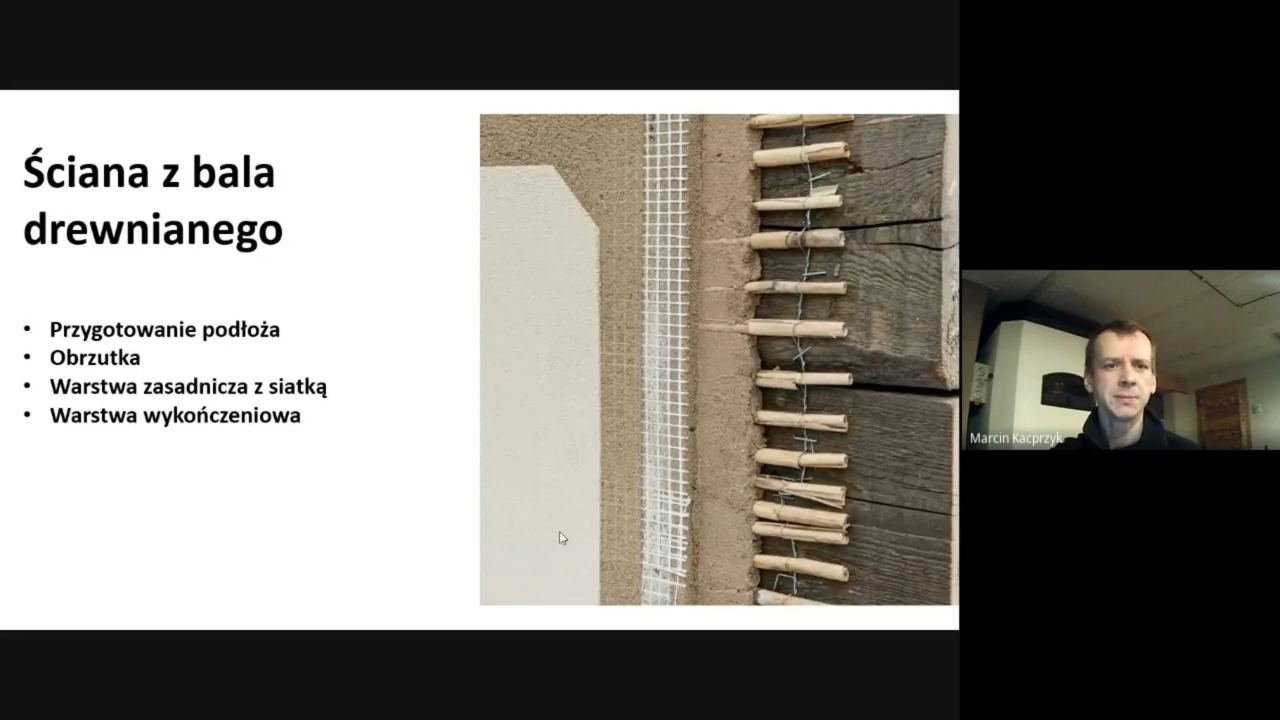 Ściana z bala
drewnianego
• Przygotowanie podłoża
• Obrzutka
• Warstwa zasadnicza z siatką
• Warstwa wykończeniowa
Marcin Kacprzyk